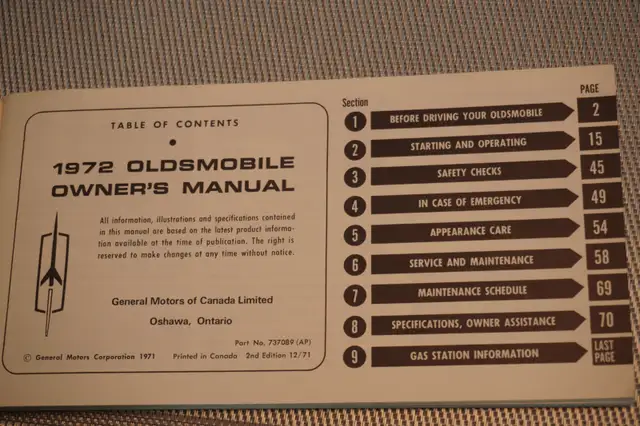 TABLE OF CONTENTS
1972 OLDSMOBILE
OWNER'S MANUAL
All information, illustrations and specifications contained
in this manual are based on the latest product informa-
tion available at the time of publication. The right is
reserved to make changes at any time without notice.
General Motors of Canada Limited
Oshawa, Ontario
Part No. 737089 (AP)
© General Motors Corporation 1971 Printed in Canada 2nd Edition 12/71
Section PAGE
1 BEFORE DRIVING YOUR OLDSMOBILE 2
2 STARTING AND OPERATING 15
3 SAFETY CHECKS 45
4 IN CASE OF EMERGENCY 49
5 APPEARANCE CARE 54
6 SERVICE AND MAINTENANCE 58
7 MAINTENANCE SCHEDULE 69
8 SPECIFICATIONS, OWNER ASSISTANCE 70
9 GAS STATION INFORMATION LAST PAGE